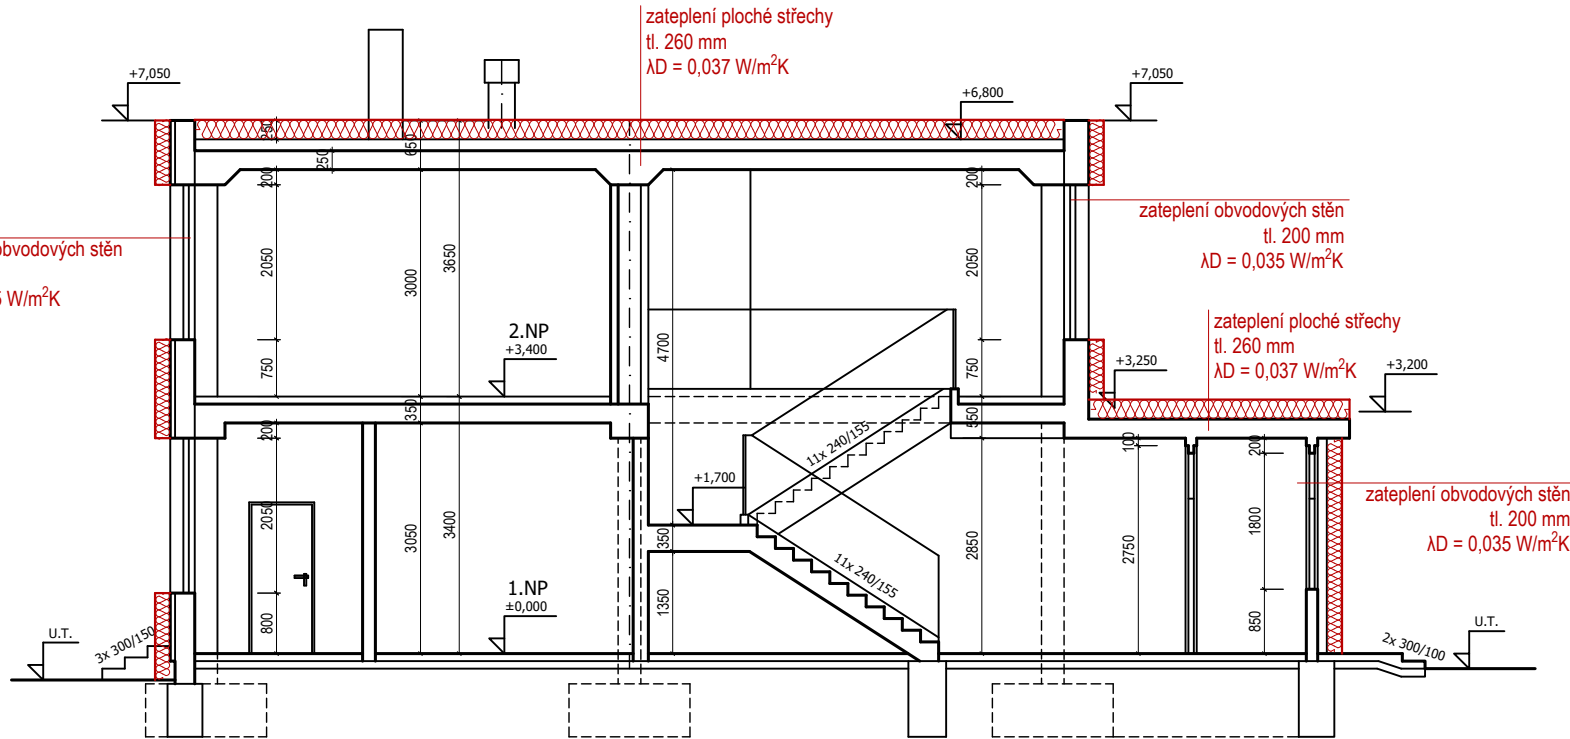 zateplení ploché střechy
tl. 260 mm
λD = 0,037 W/m²K
+7,050
+6,800
+7,050
250
650
250
200
200
zateplení obvodových stěn
tl. 200 mm
λD = 0,035 W/m²K
obvodových stěn
5 W/m²K
2050
3000
3650
2050
zateplení ploché střechy
tl. 260 mm
λD = 0,037 W/m²K
2.NP
+3,400
4700
750
750
+3,250
+3,200
350
550
200
100
200
11x 240/155
+1,700
zateplení obvodových stěn
tl. 200 mm
λD = 0,035 W/m²K
2050
3050
3400
350
2850
2750
1800
11x 240/155
1.NP
±0,000
1350
800
850
U.T.
3x 300/150
2x 300/100
U.T.